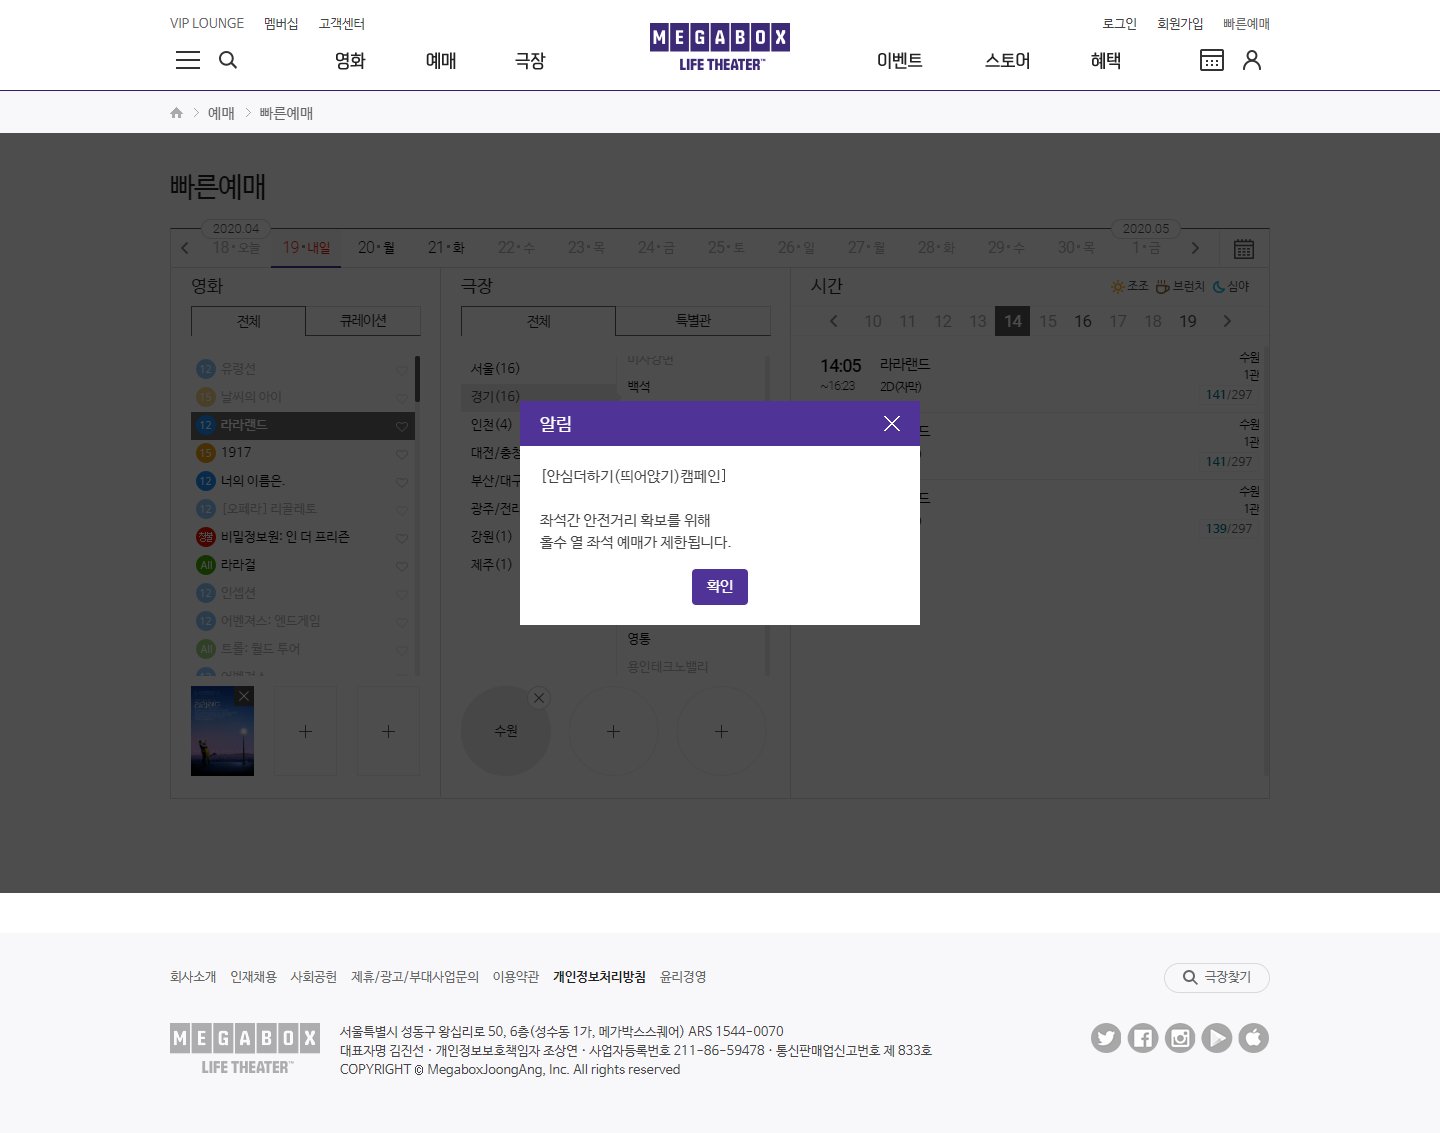 VIP LOUNGE 멤버십 고객센터
로그인 회원가입 빠른예매
MEGABOX
LIFE THEATER™
영화 예매 극장
이벤트 스토어 혜택
예매 빠른예매
빠른예매
2020.04 2020.05
18•오늘 19•내일 20•월 21•화 22•수 23•목 24•금 25•토 26•일 27•월 28•화 29•수 30•목 1•금
영화
전체 큐레이션
12 유령선
15 날씨의 아이
12 라라랜드
15 1917
12 너의 이름은.
12 [오페라] 리골레토
청불 비밀정보원: 인 더 프리즌
All 라라걸
12 인셉션
12 어벤져스: 엔드게임
All 트롤: 월드 투어
12 어벤져스
극장
전체 특별관
서울(16)
경기(16)
인천(4)
대전/충청
부산/대구
광주/전라
강원(1)
제주(1)
미사강변
백석
영통
용인테크노밸리
수원
시간
조조 브런치 심야
10 11 12 13 14 15 16 17 18 19
14:05 라라랜드 수원
~16:23 2D(자막) 1관
141/297
드 수원
1관
141/297
드 수원
1관
139/297
알림
[안심더하기(띄어앉기)캠페인]
좌석간 안전거리 확보를 위해
홀수 열 좌석 예매가 제한됩니다.
확인
회사소개 인재채용 사회공헌 제휴/광고/부대사업문의 이용약관 개인정보처리방침 윤리경영
극장찾기
MEGABOX
LIFE THEATER™
서울특별시 성동구 왕십리로 50, 6층(성수동 1가, 메가박스스퀘어) ARS 1544-0070
대표자명 김진선 · 개인정보보호책임자 조상연 · 사업자등록번호 211-86-59478 · 통신판매업신고번호 제 833호
COPYRIGHT © MegaboxJoongAng, Inc. All rights reserved